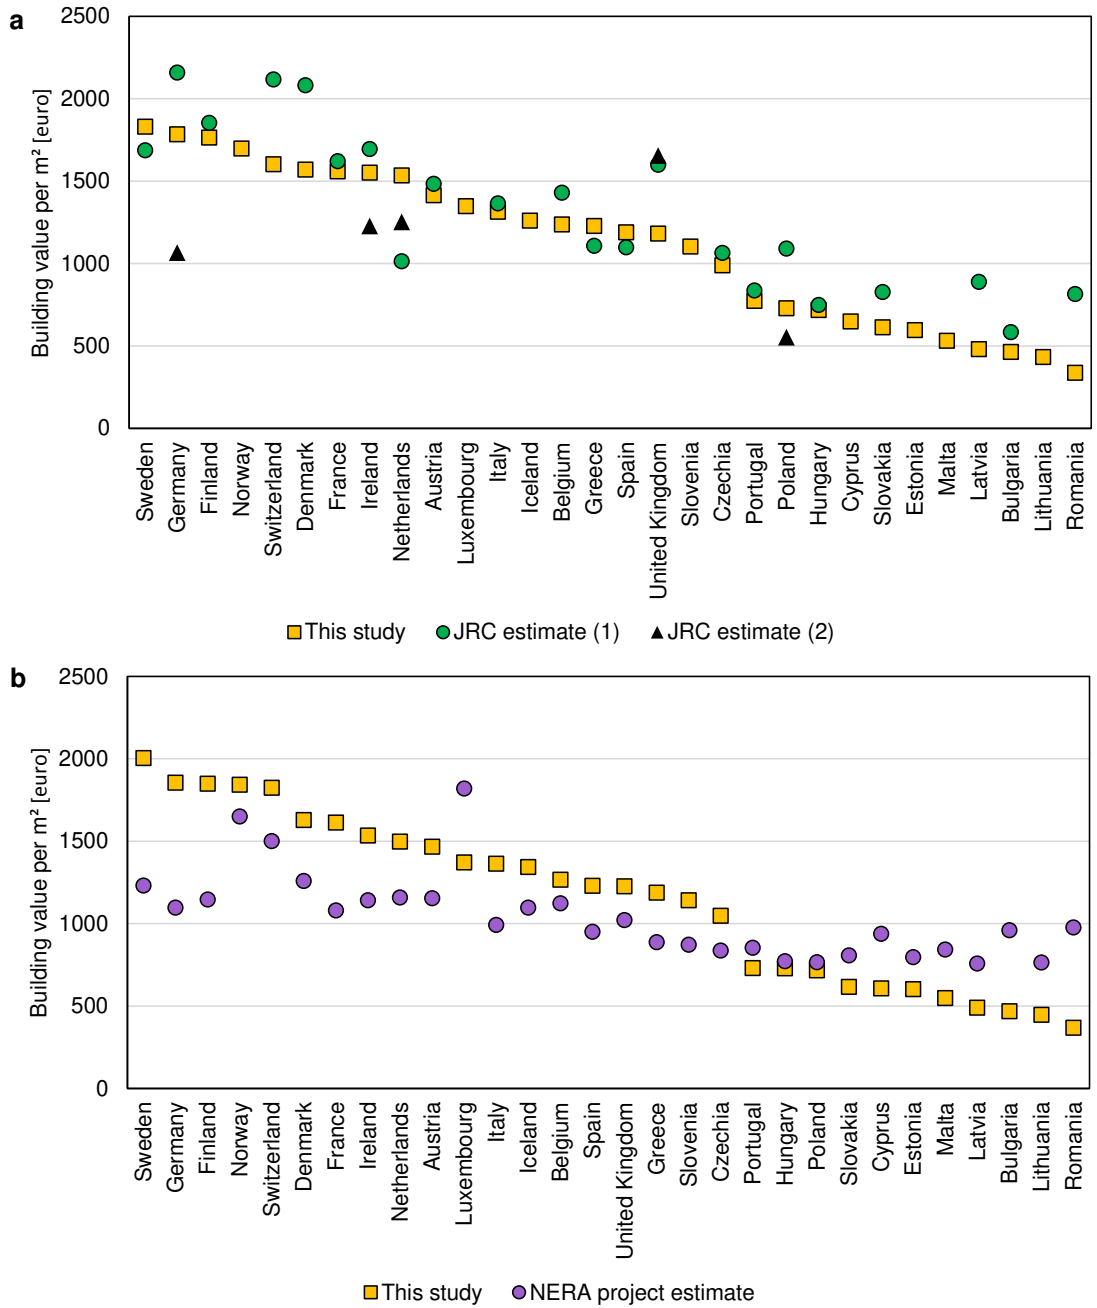 a
Building value per m² [euro]
2500
2000
1500
1000
500
0
Sweden
Germany
Finland
Norway
Switzerland
Denmark
France
Ireland
Netherlands
Austria
Luxembourg
Italy
Iceland
Belgium
Greece
Spain
United Kingdom
Slovenia
Czechia
Portugal
Poland
Hungary
Cyprus
Slovakia
Estonia
Malta
Latvia
Bulgaria
Lithuania
Romania
This study JRC estimate (1) JRC estimate (2)
b
Building value per m² [euro]
2500
2000
1500
1000
500
0
Sweden
Germany
Finland
Norway
Switzerland
Denmark
France
Ireland
Netherlands
Austria
Luxembourg
Italy
Iceland
Belgium
Spain
United Kingdom
Greece
Slovenia
Czechia
Portugal
Hungary
Poland
Slovakia
Cyprus
Estonia
Malta
Latvia
Bulgaria
Lithuania
Romania
This study NERA project estimate